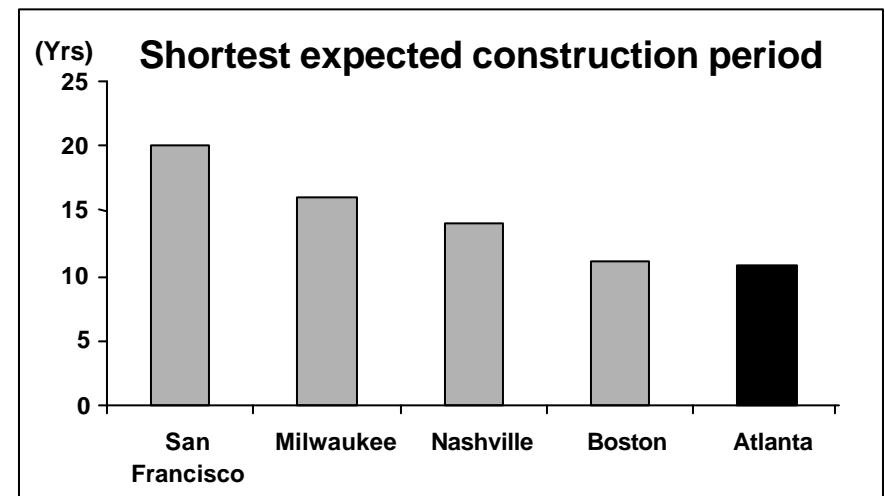 (Yrs) Shortest expected construction period
25
20
15
10
5
0
San Francisco
Milwaukee
Nashville
Boston
Atlanta